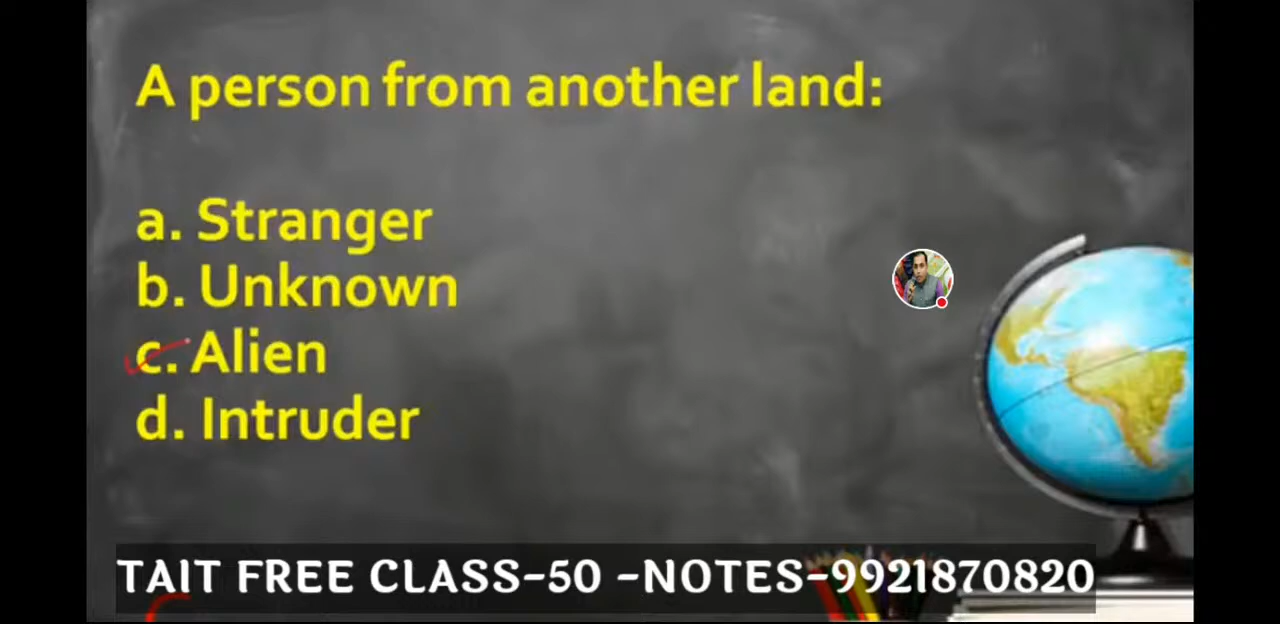 A person from another land:
a. Stranger
b. Unknown
c. Alien
d. Intruder
TAIT FREE CLASS-50 -NOTES-9921870820